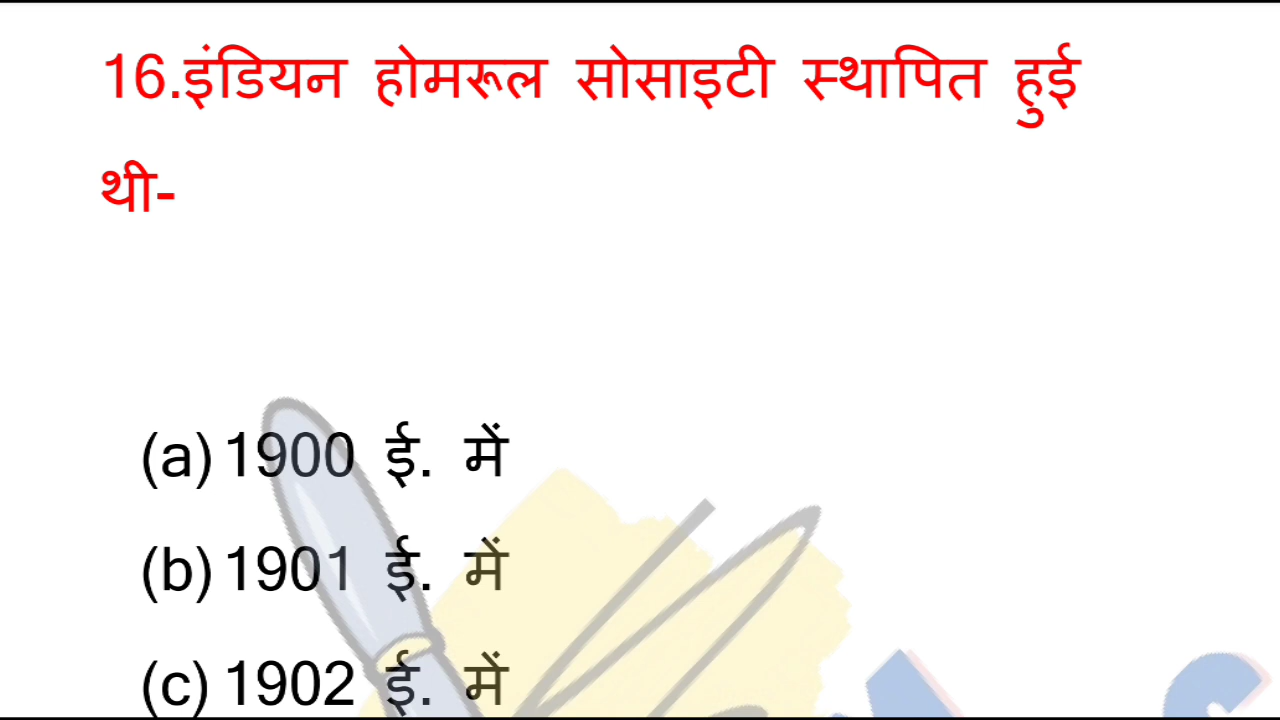 16.इंडियन होमरूल सोसाइटी स्थापित हुई
थी-
(a) 1900 ई. में
(b) 1901 ई. में
(c) 1902 ई. में